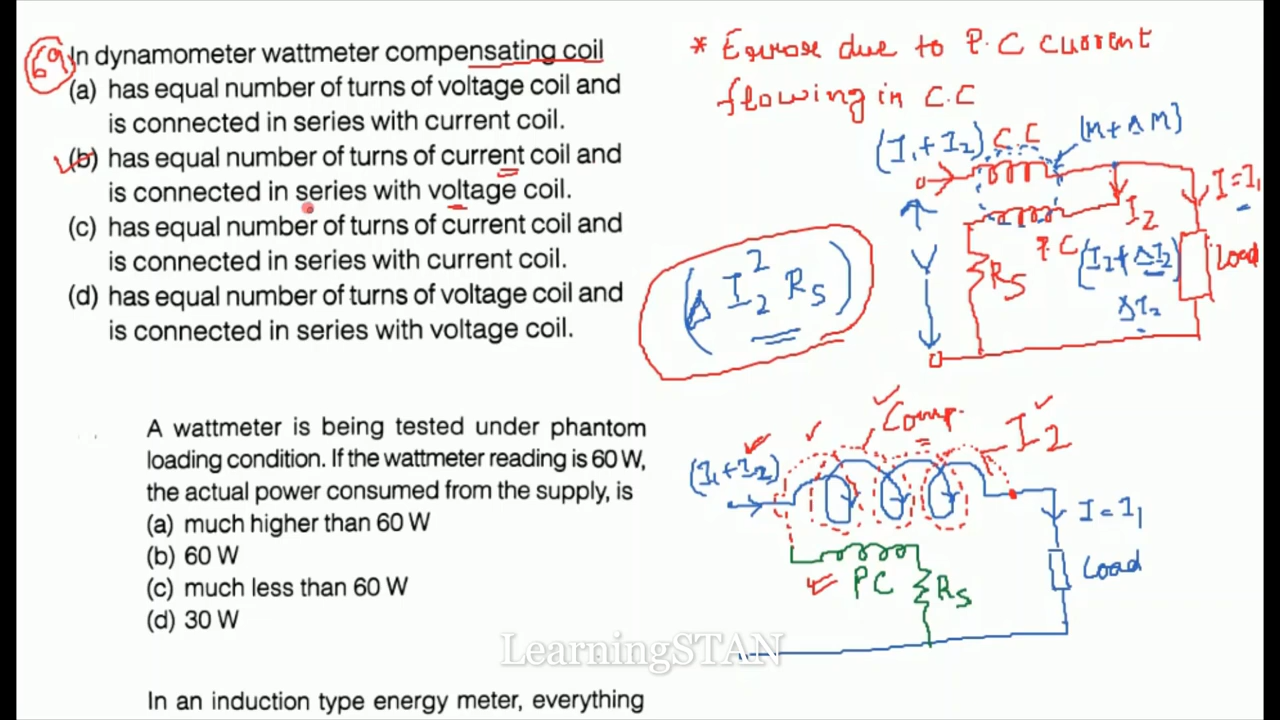 69
In dynamometer wattmeter compensating coil
(a) has equal number of turns of voltage coil and
is connected in series with current coil.
(b) has equal number of turns of current coil and
is connected in series with voltage coil.
(c) has equal number of turns of current coil and
is connected in series with current coil.
(d) has equal number of turns of voltage coil and
is connected in series with voltage coil.
A wattmeter is being tested under phantom
loading condition. If the wattmeter reading is 60 W,
the actual power consumed from the supply, is
(a) much higher than 60 W
(b) 60 W
(c) much less than 60 W
(d) 30 W
In an induction type energy meter, everything
* Errose due to P.C current
flowing in C.C
(I₁+I₂) C.C (M+ΔM)
I=I₁
I₂
V
P.C (I₂+ΔI₂)
Rs
Load
ΔI₂
(Δ I₂² Rs)
Comp.
I₂
(I₁+I₂)
I=I₁
Load
PC
Rs
LearningSTAN